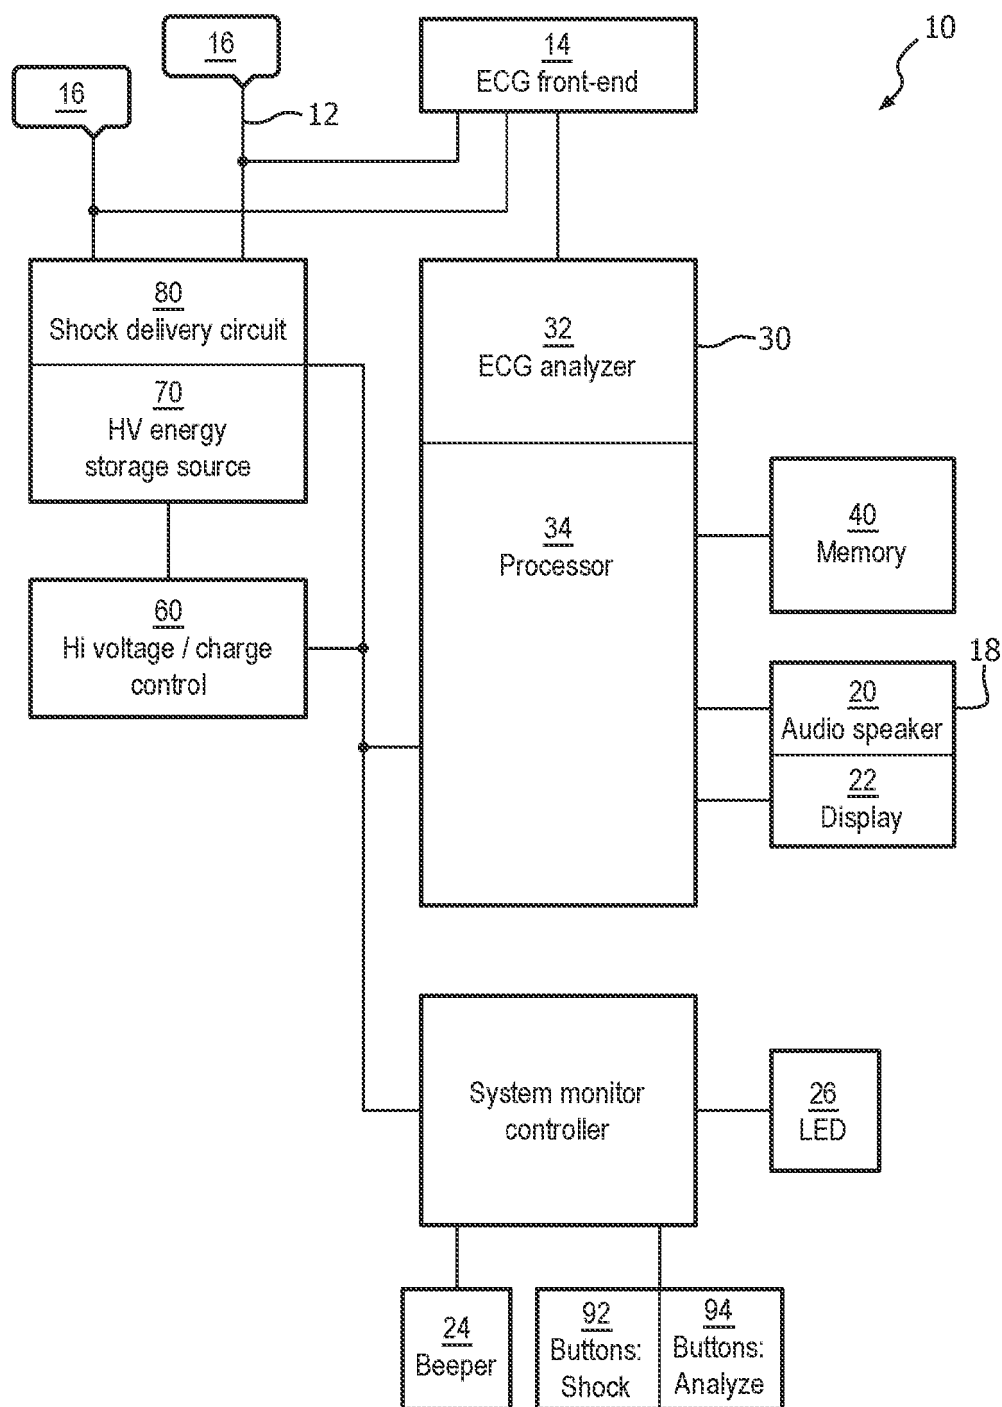 10
16
16
14
ECG front-end
12
80
Shock delivery circuit
70
HV energy
storage source
32
ECG analyzer
30
34
Processor
40
Memory
60
Hi voltage / charge
control
18
20
Audio speaker
22
Display
System monitor
controller
26
LED
24
Beeper
92
Buttons:
Shock
94
Buttons:
Analyze